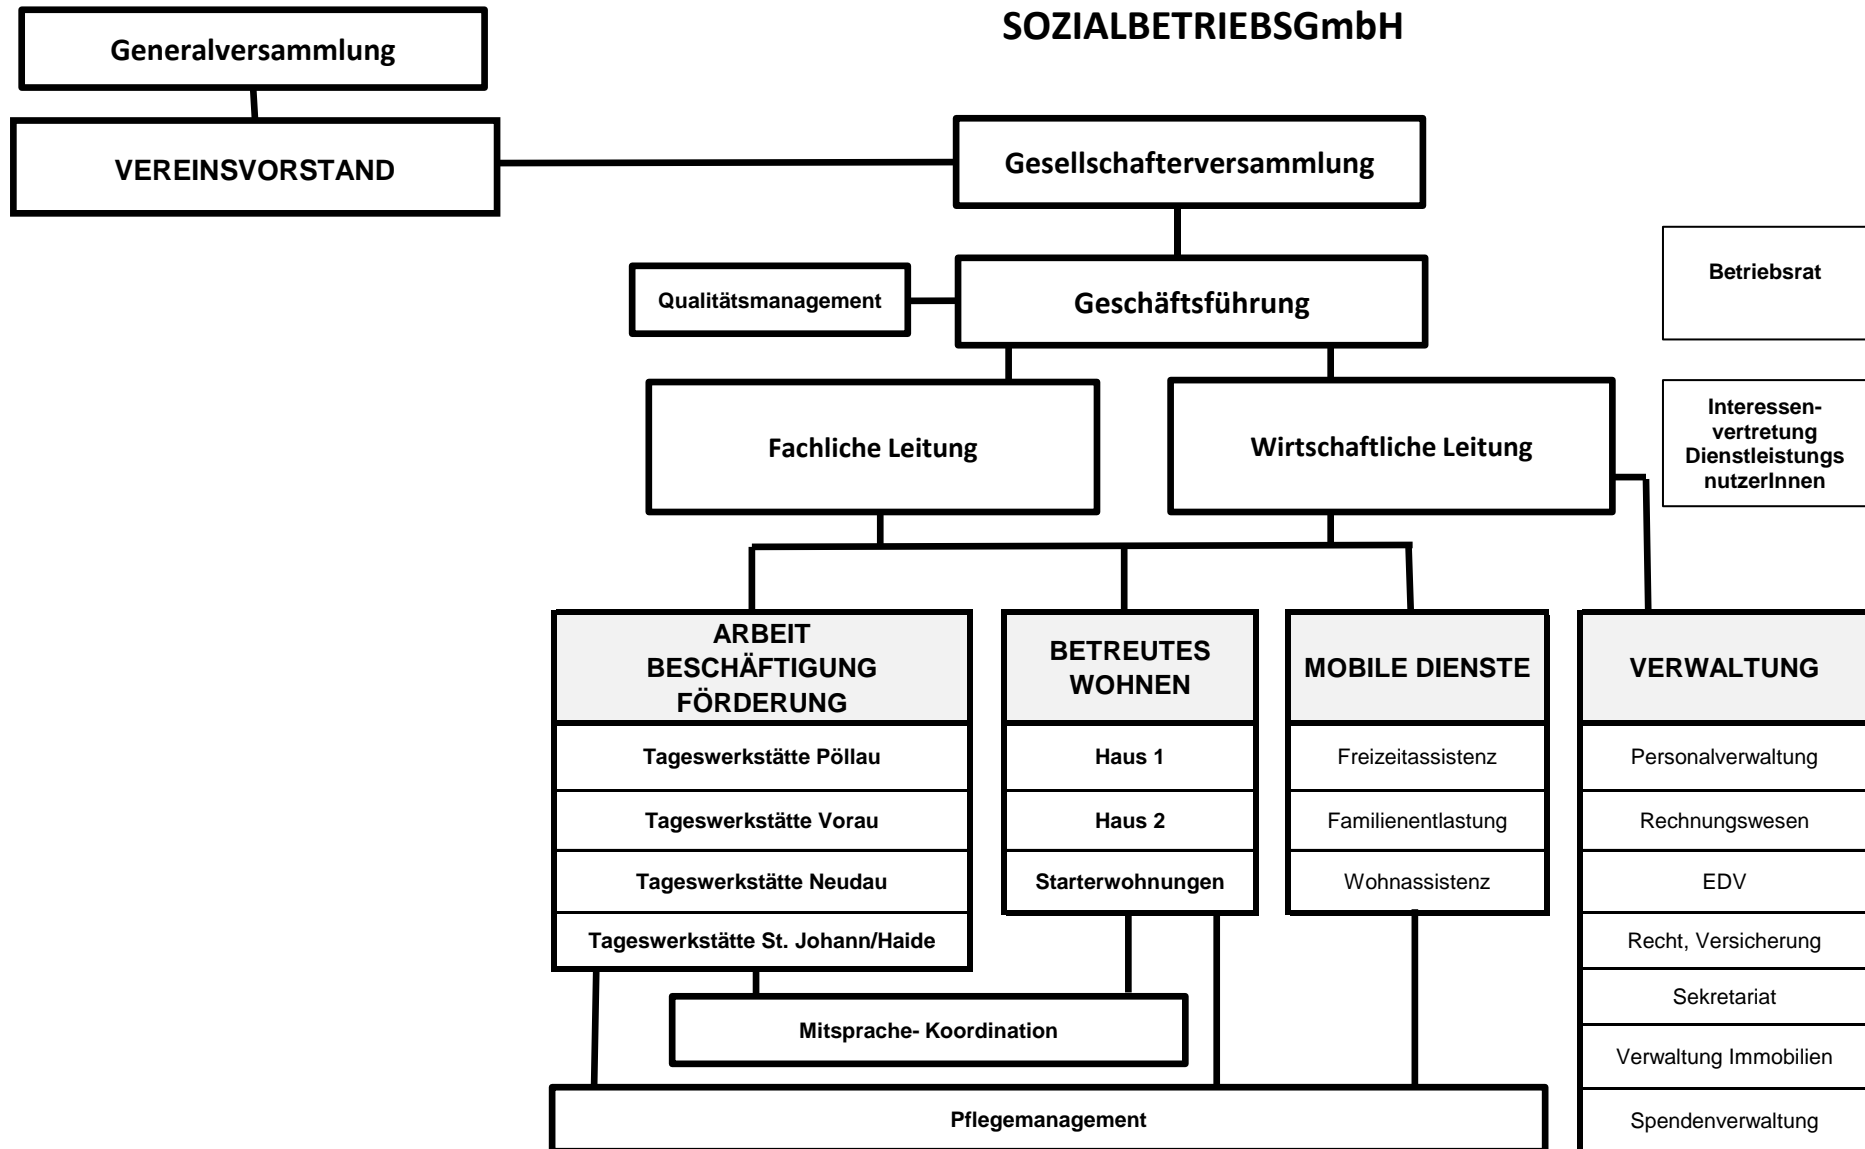 SOZIALBETRIEBSGmbH
Generalversammlung
VEREINSVORSTAND
Gesellschafterversammlung
Qualitätsmanagement
Geschäftsführung
Betriebsrat
Fachliche Leitung
Wirtschaftliche Leitung
Interessen-
vertretung
Dienstleistungs
nutzerInnen
ARBEIT
BESCHÄFTIGUNG
FÖRDERUNG
Tageswerkstätte Pöllau
Tageswerkstätte Vorau
Tageswerkstätte Neudau
Tageswerkstätte St. Johann/Haide
BETREUTES
WOHNEN
Haus 1
Haus 2
Starterwohnungen
MOBILE DIENSTE
Freizeitassistenz
Familienentlastung
Wohnassistenz
VERWALTUNG
Personalverwaltung
Rechnungswesen
EDV
Recht, Versicherung
Sekretariat
Verwaltung Immobilien
Spendenverwaltung
Mitsprache- Koordination
Pflegemanagement